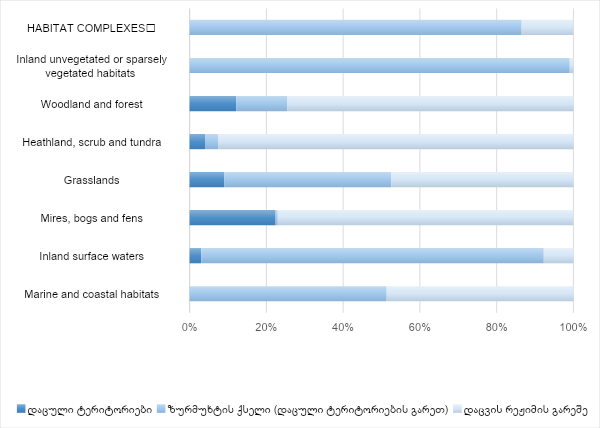 HABITAT COMPLEXES□
Inland unvegetated or sparsely
vegetated habitats
Woodland and forest
Heathland, scrub and tundra
Grasslands
Mires, bogs and fens
Inland surface waters
Marine and coastal habitats
0% 20% 40% 60% 80% 100%
დაცული ტერიტორიები ზურმუხტის ქსელი (დაცული ტერიტორიების გარეთ) დაცვის რეჟიმის გარეშე